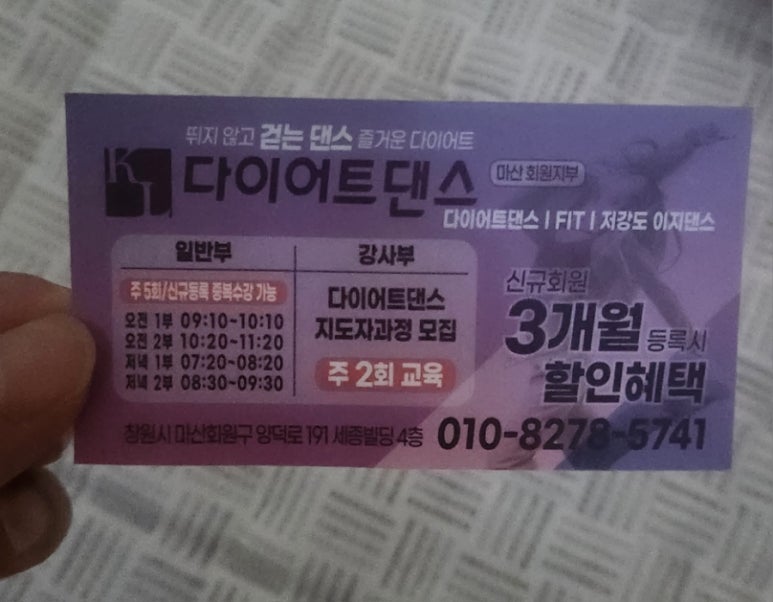 뛰지 않고 걷는 댄스 즐거운 다이어트
다이어트댄스 마산 회원지부
다이어트댄스 | FIT | 저강도 이지댄스
일반부
주 5회/신규등록 중복수강 가능
오전 1부 09:10~10:10
오전 2부 10:20~11:20
저녁 1부 07:20~08:20
저녁 2부 08:30~09:30
강사부
다이어트댄스
지도자과정 모집
주 2회 교육
신규회원
3개월 등록시
할인혜택
창원시 마산회원구 양덕로 191 세종빌딩 4층 010-8278-5741